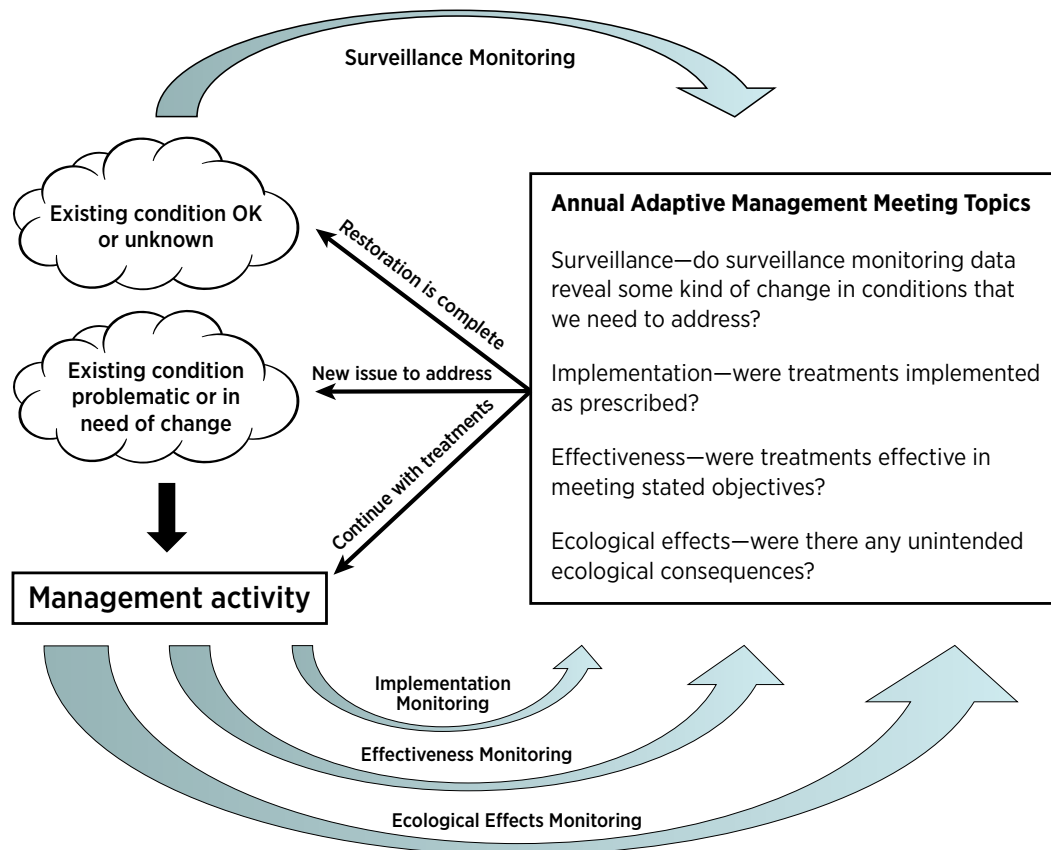 Surveillance Monitoring
Existing condition OK
or unknown
Existing condition
problematic or in
need of change
Restoration is complete
New issue to address
Continue with treatments
Annual Adaptive Management Meeting Topics
Surveillance—do surveillance monitoring data
reveal some kind of change in conditions that
we need to address?
Implementation—were treatments implemented
as prescribed?
Effectiveness—were treatments effective in
meeting stated objectives?
Ecological effects—were there any unintended
ecological consequences?
Management activity
Implementation
Monitoring
Effectiveness Monitoring
Ecological Effects Monitoring